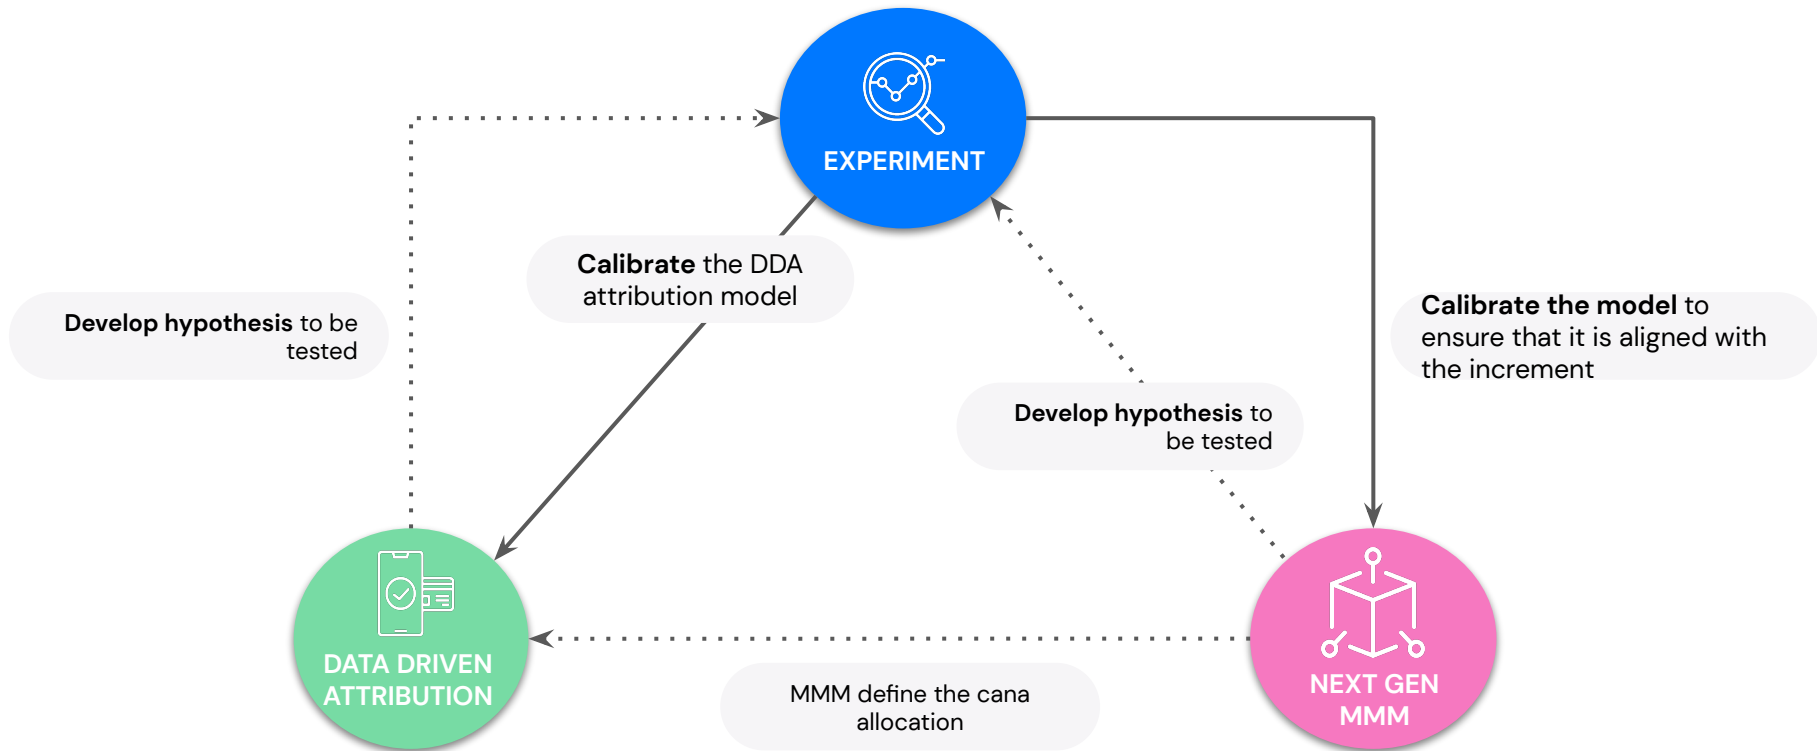 EXPERIMENT
Calibrate the DDA
attribution model
Develop hypothesis to be
tested
Calibrate the model to
ensure that it is aligned with
the increment
Develop hypothesis to
be tested
DATA DRIVEN
ATTRIBUTION
MMM define the cana
allocation
NEXT GEN
MMM